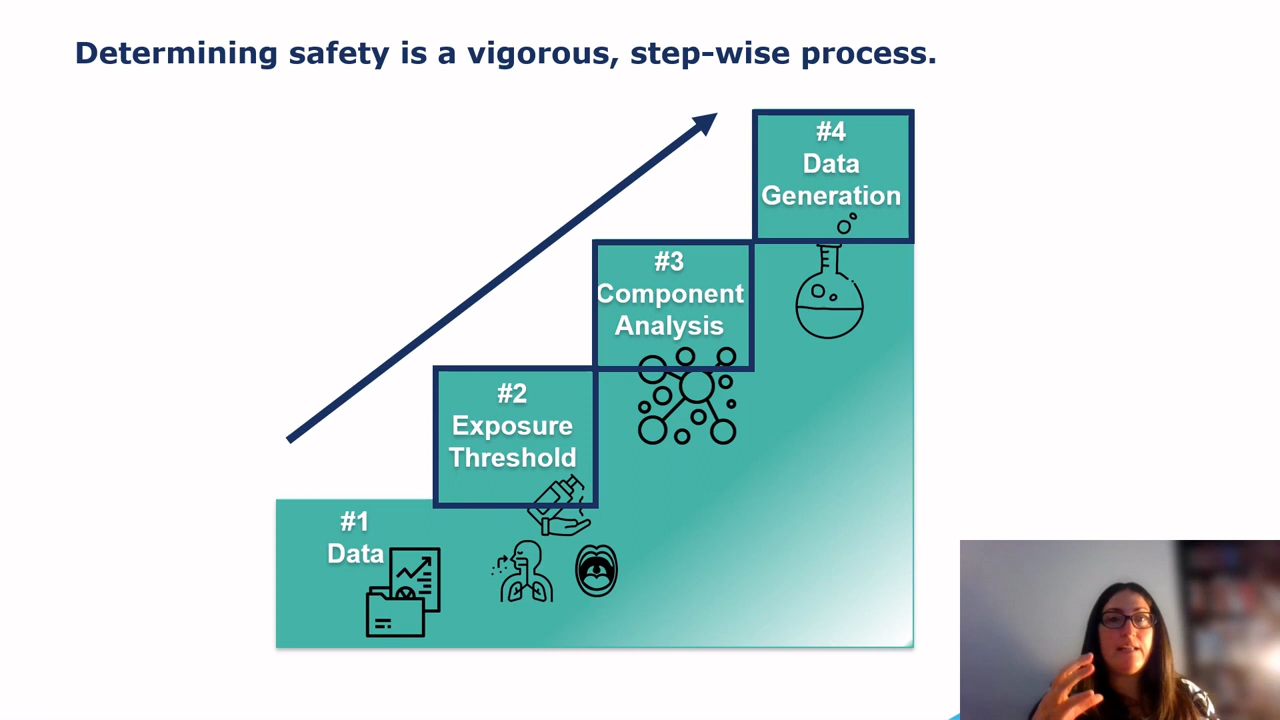 Determining safety is a vigorous, step-wise process.
#4
Data
Generation
#3
Component
Analysis
#2
Exposure
Threshold
#1
Data